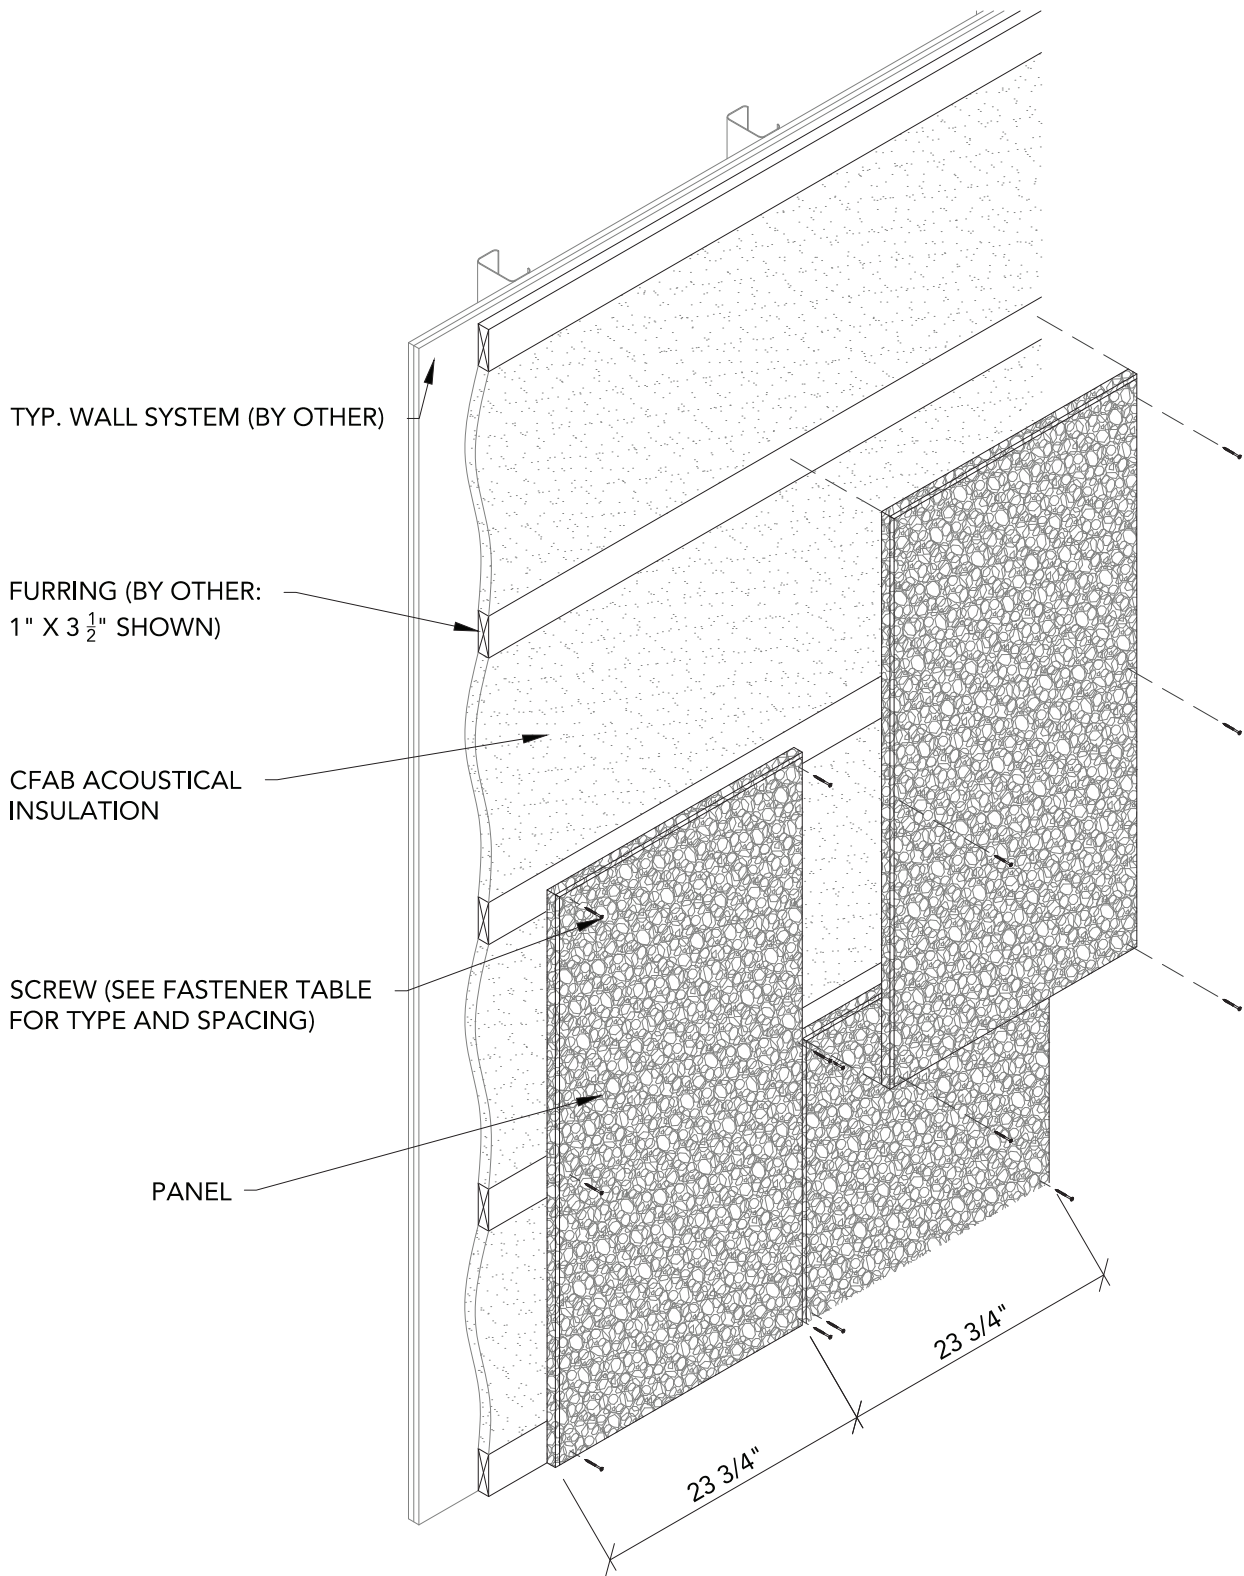 TYP. WALL SYSTEM (BY OTHER)
FURRING (BY OTHER:
1" X 3 1/2" SHOWN)
CFAB ACOUSTICAL
INSULATION
SCREW (SEE FASTENER TABLE
FOR TYPE AND SPACING)
PANEL
23 3/4"
23 3/4"